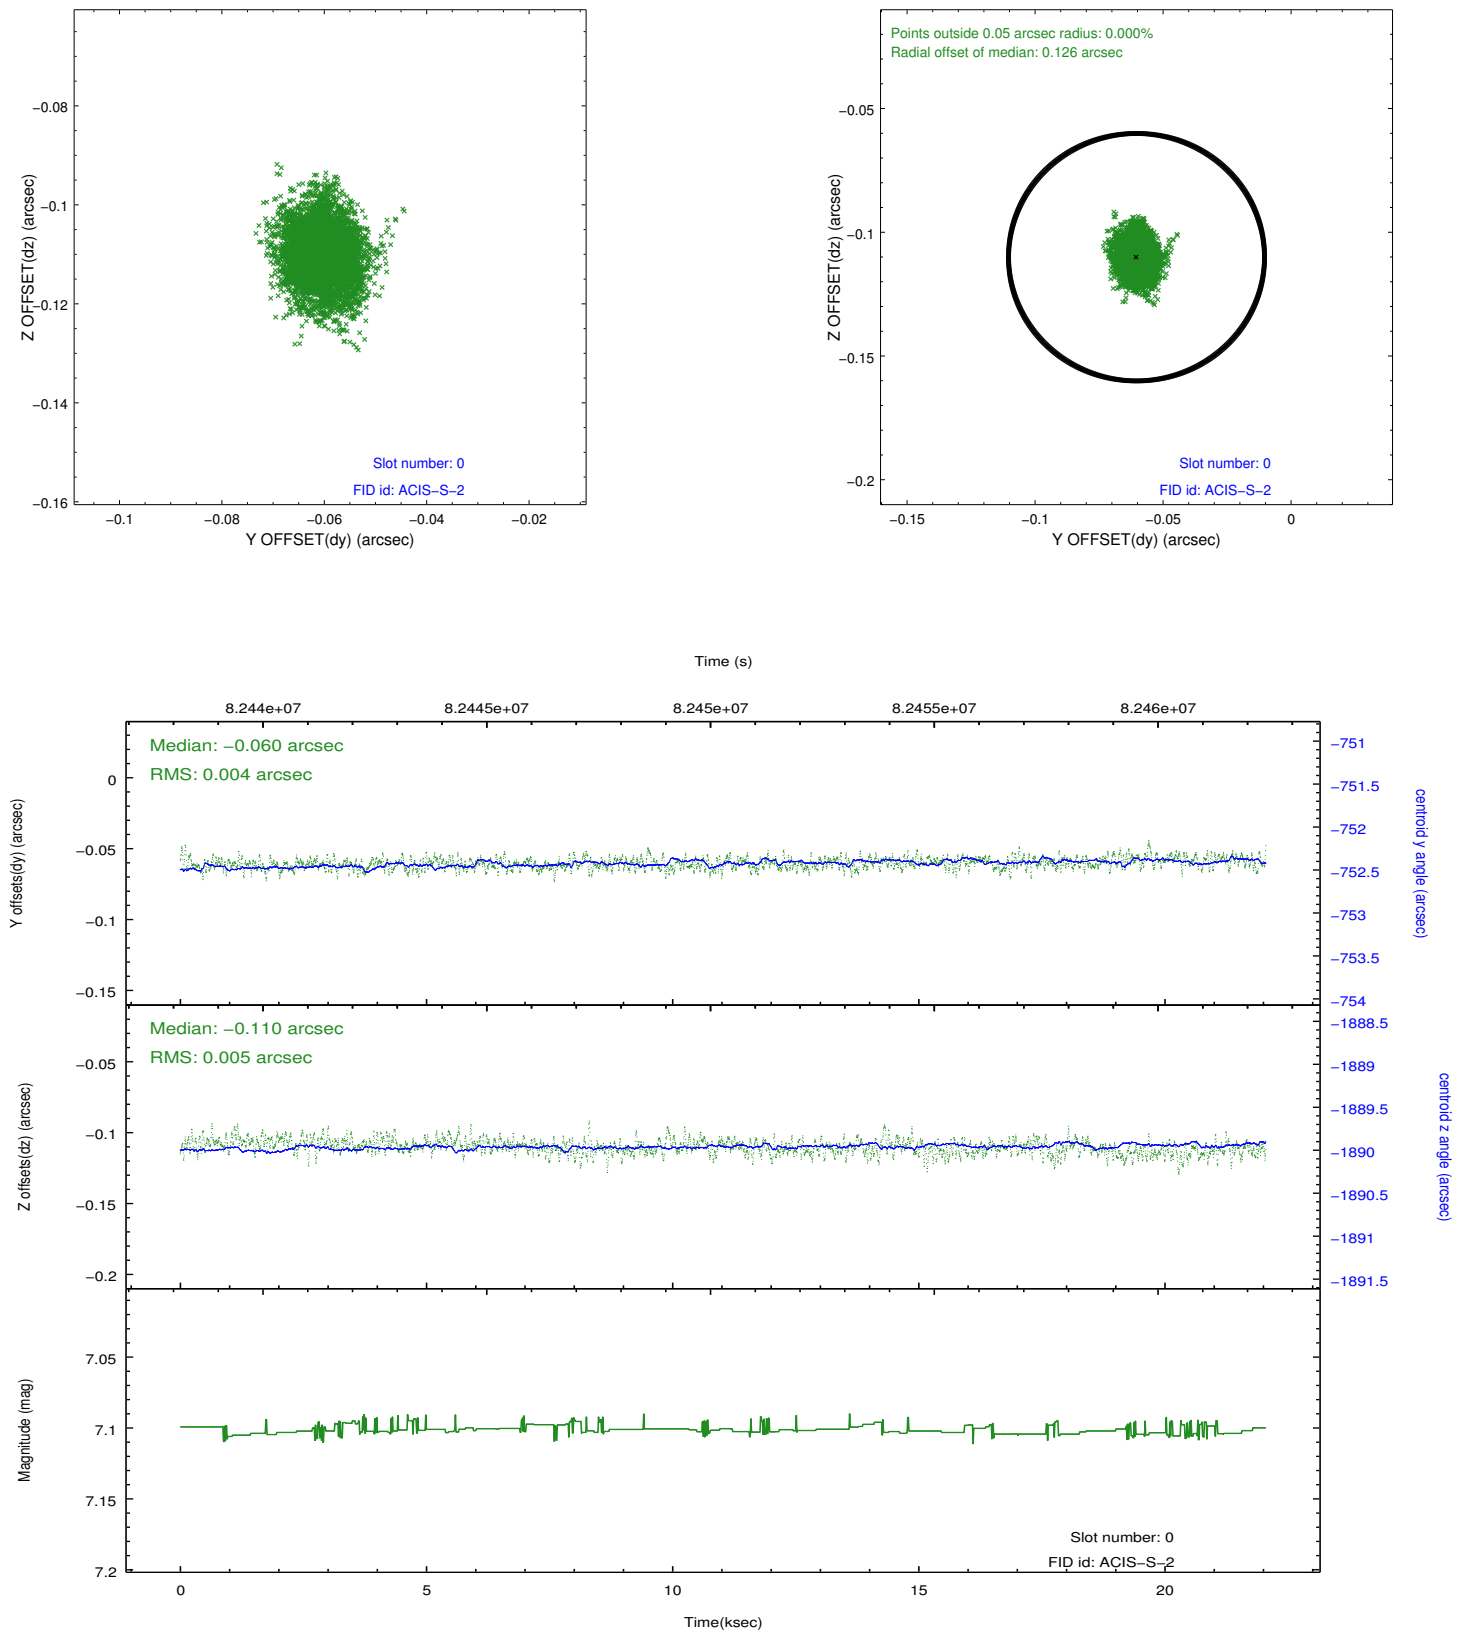 −0.08
−0.1
−0.12
−0.14
−0.16
Z OFFSET(dz) (arcsec)
Slot number: 0
FID id: ACIS−S−2
−0.1
−0.08
−0.06
−0.04
−0.02
Y OFFSET(dy) (arcsec)
Points outside 0.05 arcsec radius: 0.000%
Radial offset of median: 0.126 arcsec
−0.05
−0.1
−0.15
−0.2
Z OFFSET(dz) (arcsec)
Slot number: 0
FID id: ACIS−S−2
−0.15
−0.1
−0.05
0
Y OFFSET(dy) (arcsec)
Time (s)
8.244e+07
8.2445e+07
8.245e+07
8.2455e+07
8.246e+07
Median: −0.060 arcsec
RMS: 0.004 arcsec
0
−0.05
−0.1
−0.15
Y offsets(dy) (arcsec)
−751
−751.5
−752
−752.5
−753
−753.5
−754
centroid y angle (arcsec)
Median: −0.110 arcsec
RMS: 0.005 arcsec
−0.05
−0.1
−0.15
−0.2
Z offsets(dz) (arcsec)
−1888.5
−1889
−1889.5
−1890
−1890.5
−1891
−1891.5
centroid z angle (arcsec)
7.05
7.1
7.15
7.2
Magnitude (mag)
Slot number: 0
FID id: ACIS−S−2
0
5
10
15
20
Time(ksec)